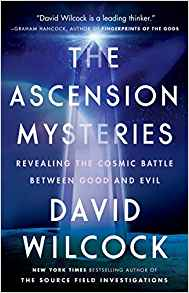 "David Wilcock is a leading thinker."
—GRAHAM HANCOCK, AUTHOR OF FINGERPRINTS OF THE GODS
THE
ASCENSION
MYSTERIES
REVEALING THE COSMIC BATTLE
BETWEEN GOOD AND EVIL
DAVID
WILCOCK
NEW YORK TIMES BESTSELLING AUTHOR OF
THE SOURCE FIELD INVESTIGATIONS